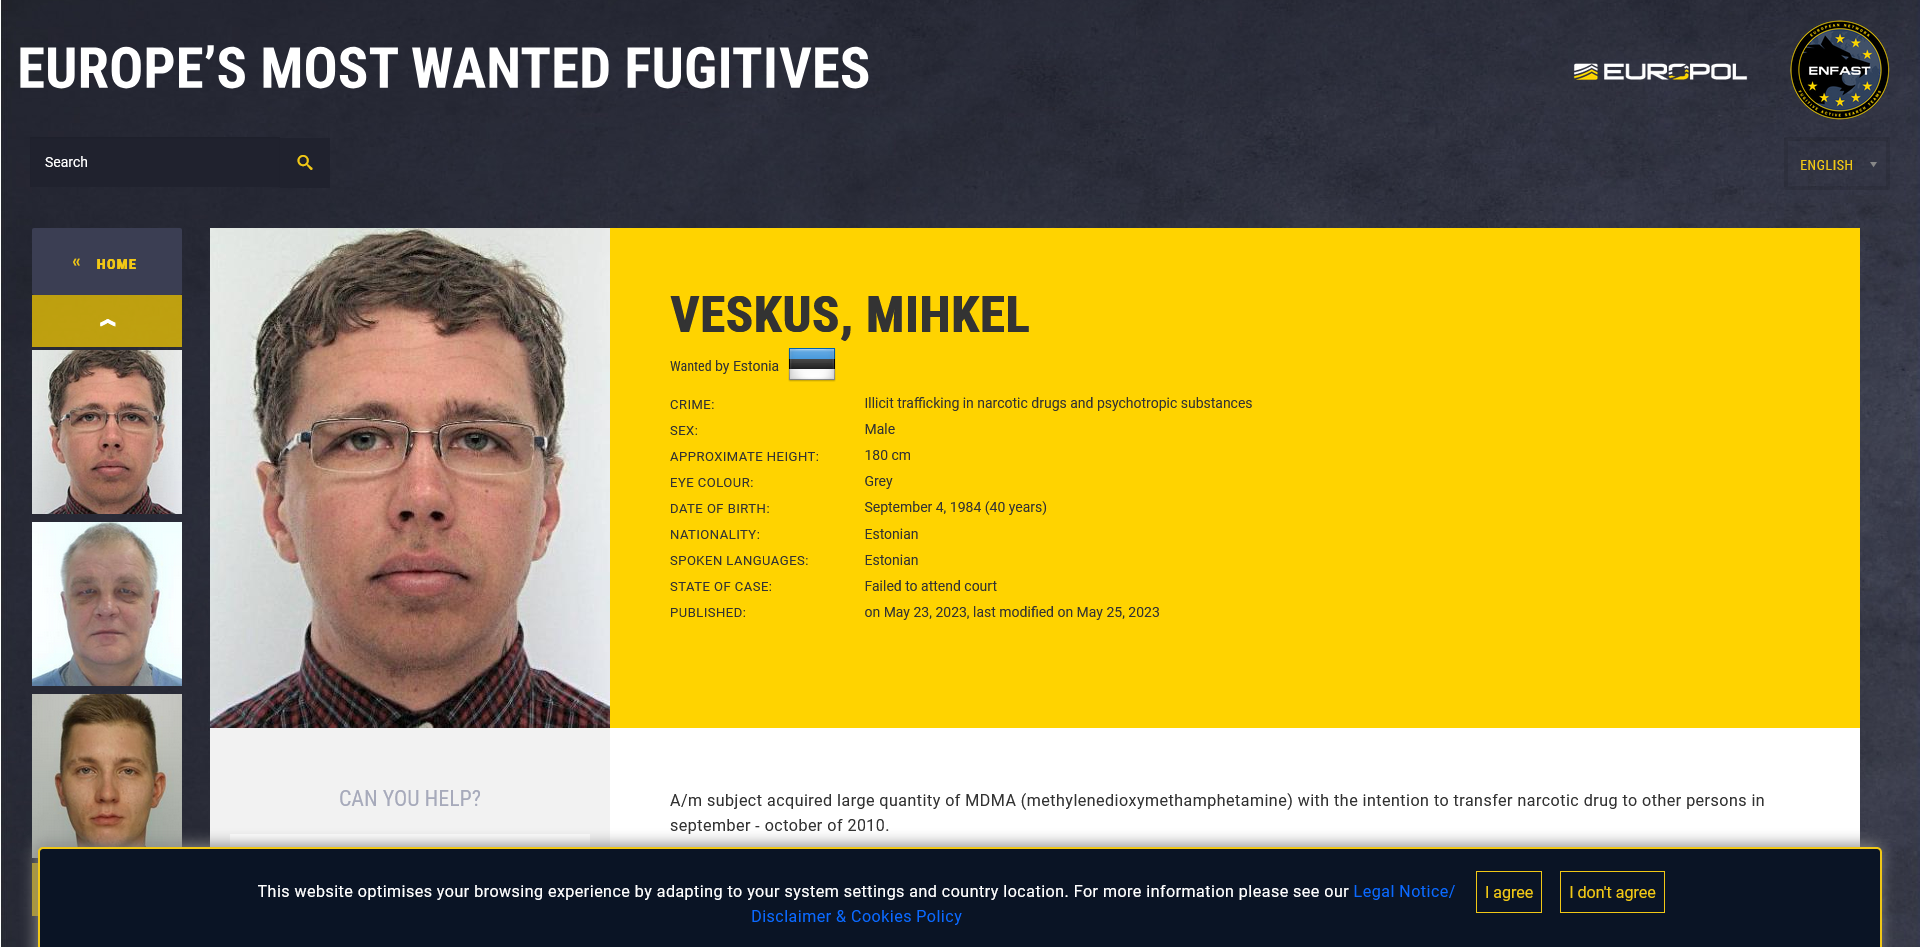 EUROPE’S MOST WANTED FUGITIVES
EUROPOL
ENFAST
Search
ENGLISH
« HOME
VESKUS, MIHKEL
Wanted by Estonia
CRIME: Illicit trafficking in narcotic drugs and psychotropic substances
SEX: Male
APPROXIMATE HEIGHT: 180 cm
EYE COLOUR: Grey
DATE OF BIRTH: September 4, 1984 (40 years)
NATIONALITY: Estonian
SPOKEN LANGUAGES: Estonian
STATE OF CASE: Failed to attend court
PUBLISHED: on May 23, 2023, last modified on May 25, 2023
CAN YOU HELP?
A/m subject acquired large quantity of MDMA (methylenedioxymethamphetamine) with the intention to transfer narcotic drug to other persons in
september - october of 2010.
This website optimises your browsing experience by adapting to your system settings and country location. For more information please see our Legal Notice/
Disclaimer & Cookies Policy
I agree
I don't agree